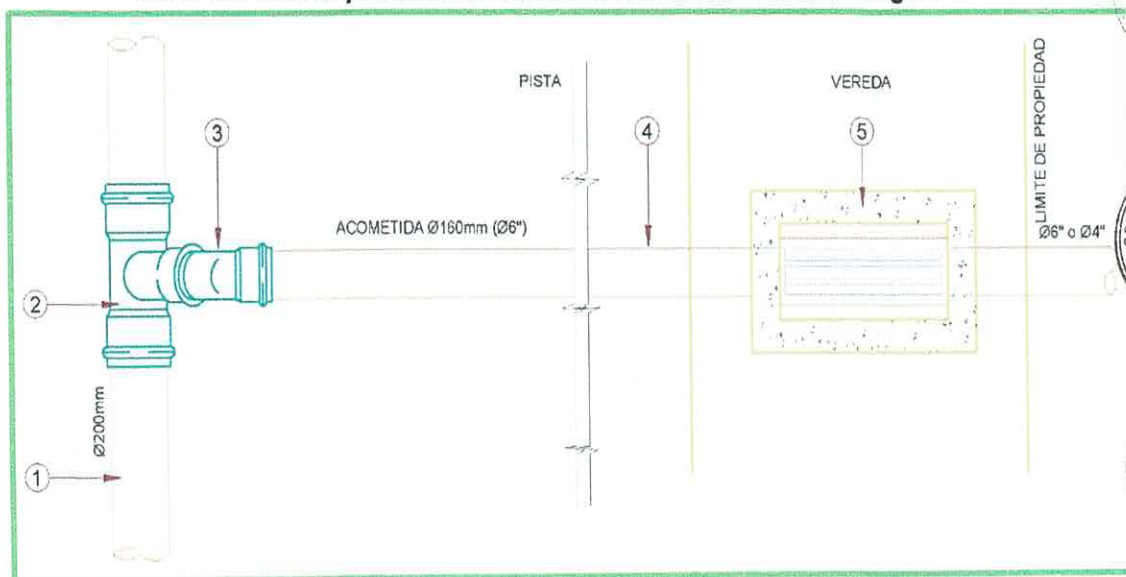 PISTA
VEREDA
LIMITE DE PROPIEDAD
3
4
5
ACOMETIDA Ø160mm (Ø6")
Ø6" o Ø4"
2
Ø200mm
1